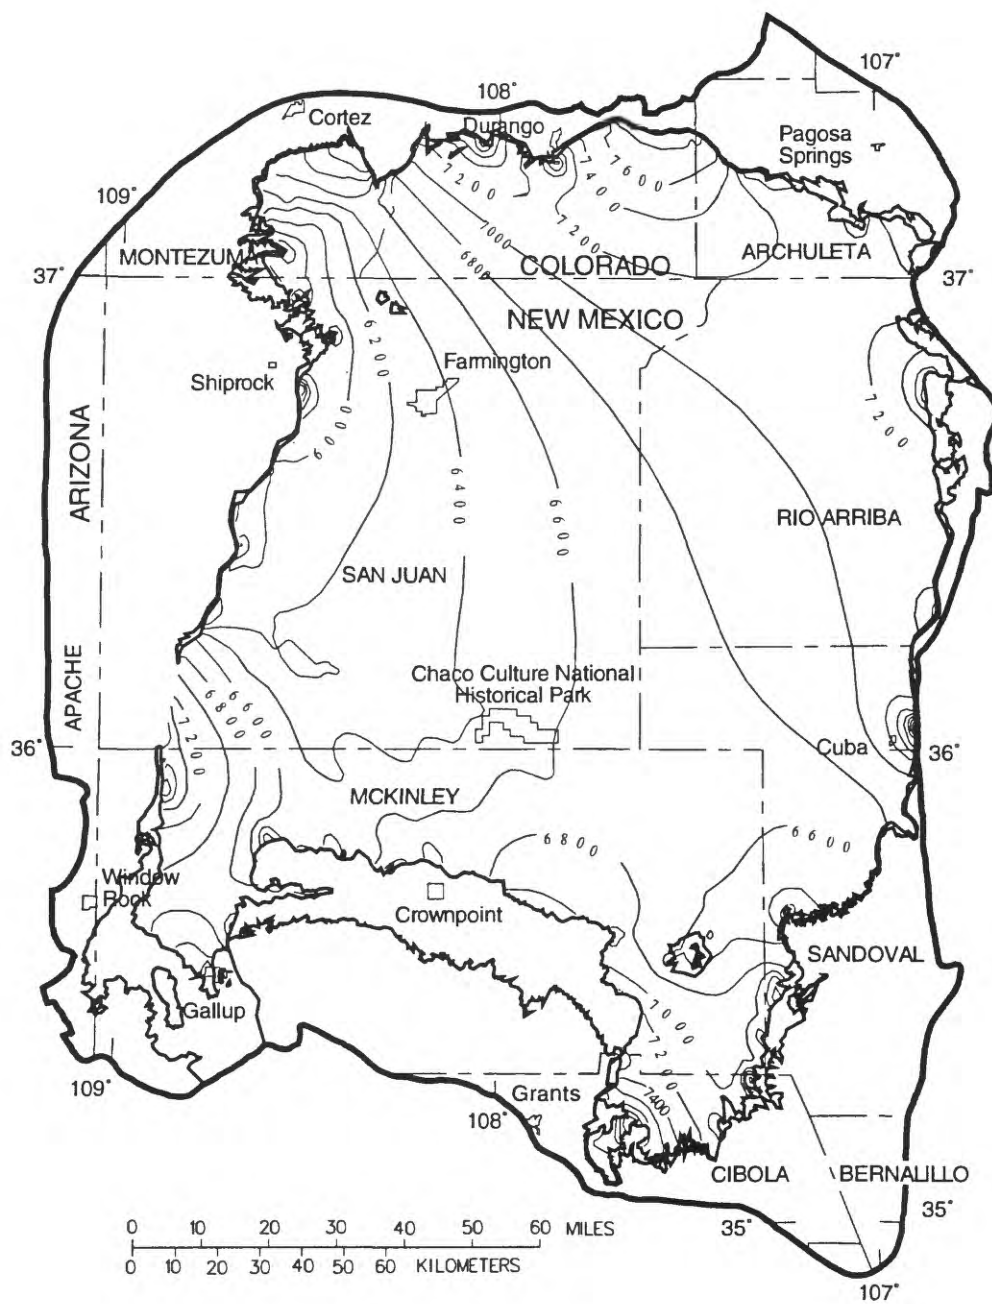 107°
108°
Cortez
Durango
Pagosa
Springs
7600
7400
7200
109°
7200
7000
6800
MONTEZUMA
COLORADO
ARCHULETA
37°
37°
NEW MEXICO
6200
Farmington
Shiprock
7200
6000
ARIZONA
6400
6600
RIO ARRIBA
SAN JUAN
APACHE
Chaco Culture National
Historical Park
6600
6800
7200
36°
Cuba
36°
MCKINLEY
6800
6600
Window
Rock
Crownpoint
SANDOVAL
Gallup
7000
7200
7400
109°
Grants
108°
CIBOLA
BERNALILLO
35°
35°
0 10 20 30 40 50 60 MILES
0 10 20 30 40 50 60 KILOMETERS
107°